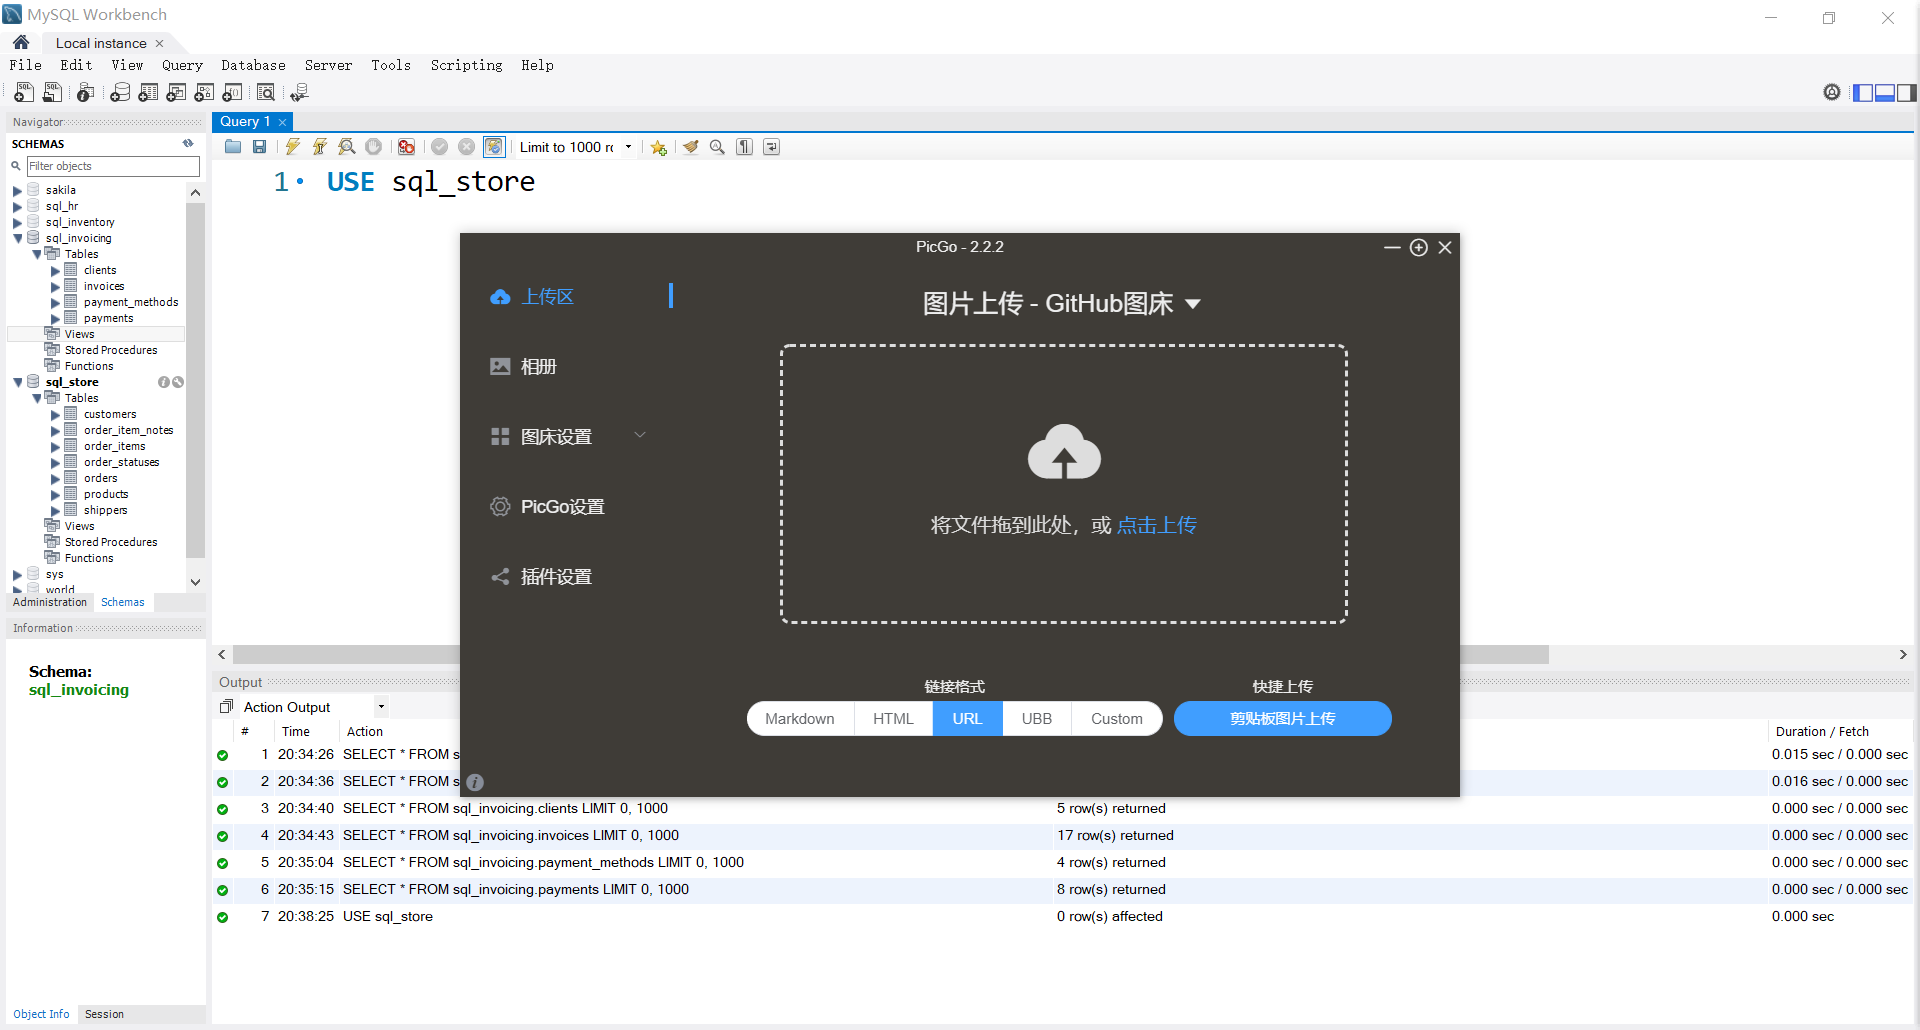 MySQL Workbench
Local instance
File Edit View Query Database Server Tools Scripting Help
Navigator
SCHEMAS
Filter objects
sakila
sql_hr
sql_inventory
sql_invoicing
Tables
clients
invoices
payment_methods
payments
Views
Stored Procedures
Functions
sql_store
Tables
customers
order_item_notes
order_items
order_statuses
orders
products
shippers
Views
Stored Procedures
Functions
sys
world
Administration Schemas
Information
Schema:
sql_invoicing
Object Info Session
Query 1
Limit to 1000 rc
1 USE sql_store
PicGo - 2.2.2
上传区
相册
图床设置
PicGo设置
插件设置
图片上传 - GitHub图床
将文件拖到此处，或 点击上传
链接格式
Markdown HTML URL UBB Custom
快捷上传
剪贴板图片上传
Output
Action Output
# Time Action Duration / Fetch
1 20:34:26 SELECT * FROM s 0.015 sec / 0.000 sec
2 20:34:36 SELECT * FROM s 0.016 sec / 0.000 sec
3 20:34:40 SELECT * FROM sql_invoicing.clients LIMIT 0, 1000 5 row(s) returned 0.000 sec / 0.000 sec
4 20:34:43 SELECT * FROM sql_invoicing.invoices LIMIT 0, 1000 17 row(s) returned 0.000 sec / 0.000 sec
5 20:35:04 SELECT * FROM sql_invoicing.payment_methods LIMIT 0, 1000 4 row(s) returned 0.000 sec / 0.000 sec
6 20:35:15 SELECT * FROM sql_invoicing.payments LIMIT 0, 1000 8 row(s) returned 0.000 sec / 0.000 sec
7 20:38:25 USE sql_store 0 row(s) affected 0.000 sec